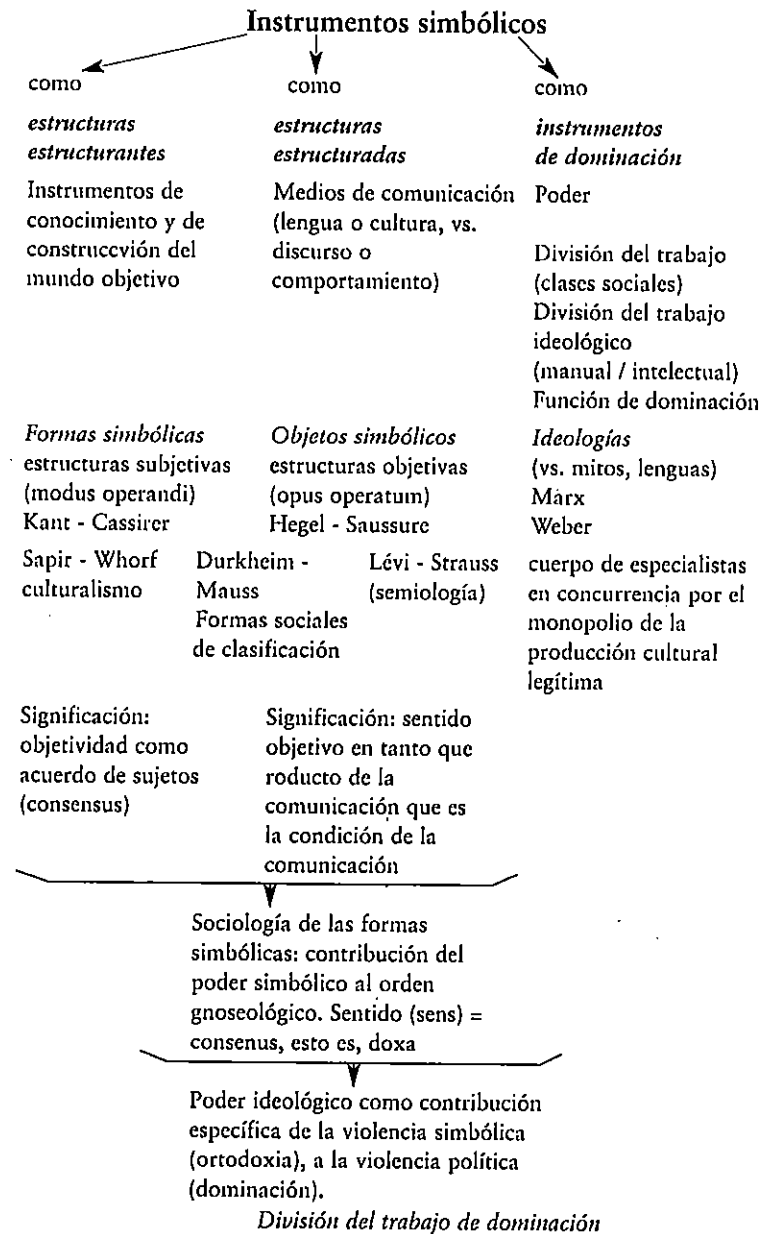 Instrumentos simbólicos
como
estructuras
estructurantes
Instrumentos de
conocimiento y de
construccvión del
mundo objetivo
como
estructuras
estructuradas
Medios de comunicación
(lengua o cultura, vs.
discurso o
comportamiento)
como
instrumentos
de dominación
Poder
División del trabajo
(clases sociales)
División del trabajo
ideológico
(manual / intelectual)
Función de dominación
Formas simbólicas
estructuras subjetivas
(modus operandi)
Kant - Cassirer
Objetos simbólicos
estructuras objetivas
(opus operatum)
Hegel - Saussure
Ideologías
(vs. mitos, lenguas)
Marx
Weber
Sapir - Whorf
culturalismo
Durkheim -
Mauss
Formas sociales
de clasificación
Lévi - Strauss
(semiología)
cuerpo de especialistas
en concurrencia por el
monopolio de la
producción cultural
legítima
Significación:
objetividad como
acuerdo de sujetos
(consensus)
Significación: sentido
objetivo en tanto que
roducto de la
comunicación que es
la condición de la
comunicación
Sociología de las formas
simbólicas: contribución del
poder simbólico al orden
gnoseológico. Sentido (sens) =
consenus, esto es, doxa
Poder ideológico como contribución
específica de la violencia simbólica
(ortodoxia), a la violencia política
(dominación).
División del trabajo de dominación